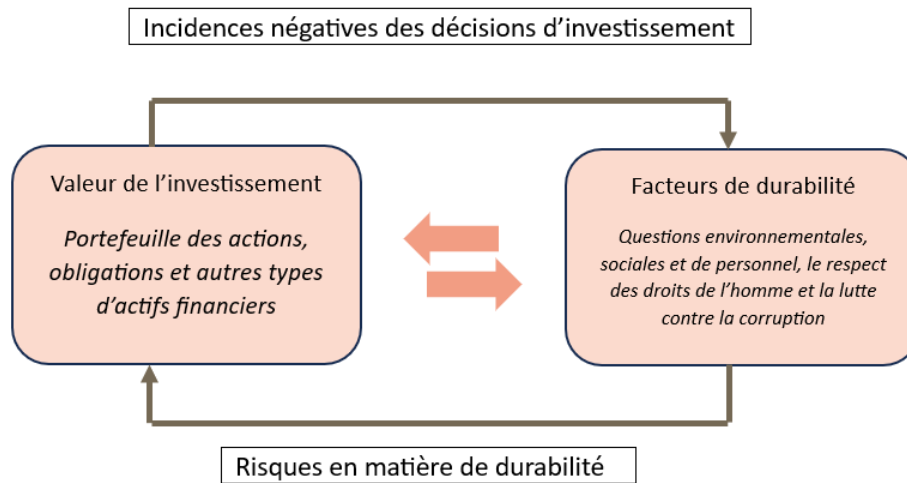 Incidences négatives des décisions d'investissement
Valeur de l'investissement
Portefeuille des actions,
obligations et autres types
d'actifs financiers
Facteurs de durabilité
Questions environnementales,
sociales et de personnel, le respect
des droits de l'homme et la lutte
contre la corruption
Risques en matière de durabilité